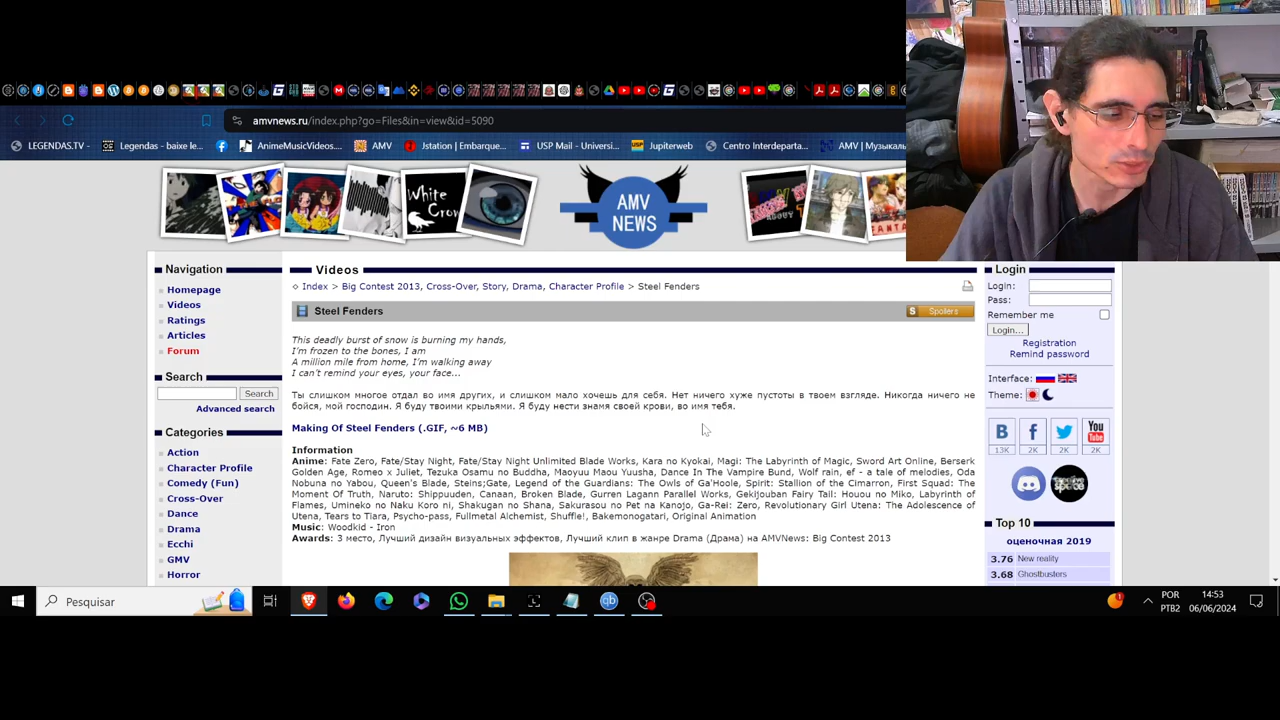 amvnews.ru/index.php?go=Files&in=view&id=5090
LEGENDAS.TV - Legendas - baixe le... AnimeMusicVideos.... AMV Jstation | Embarque... USP Mail - Universi... Jupiterweb Centro Interdeparta... AMV | Музыкаль
White
Crow
AMV
NEWS
Navigation
Homepage
Videos
Ratings
Articles
Forum
Search
Search
Advanced search
Categories
Action
Character Profile
Comedy (Fun)
Cross-Over
Dance
Drama
Ecchi
GMV
Horror
Videos
Index > Big Contest 2013, Cross-Over, Story, Drama, Character Profile > Steel Fenders
Steel Fenders
S Spoilers
This deadly burst of snow is burning my hands,
I'm frozen to the bones, I am
A million mile from home, I'm walking away
I can't remind your eyes, your face...
Ты слишком многое отдал во имя других, и слишком мало хочешь для себя. Нет ничего хуже пустоты в твоем взгляде. Никогда ничего не
бойся, мой господин. Я буду твоими крыльями. Я буду нести знамя своей крови, во имя тебя.
Making Of Steel Fenders (.GIF, ~6 MB)
Information
Anime: Fate Zero, Fate/Stay Night, Fate/Stay Night Unlimited Blade Works, Kara no Kyokai, Magi: The Labyrinth of Magic, Sword Art Online, Berserk
Golden Age, Romeo x Juliet, Tezuka Osamu no Buddha, Maoyuu Maou Yuusha, Dance In The Vampire Bund, Wolf rain, ef - a tale of melodies, Oda
Nobuna no Yabou, Queen's Blade, Steins;Gate, Legend of the Guardians: The Owls of Ga'Hoole, Spirit: Stallion of the Cimarron, First Squad: The
Moment Of Truth, Naruto: Shippuuden, Canaan, Broken Blade, Gurren Lagann Parallel Works, Gekijouban Fairy Tail: Houou no Miko, Labyrinth of
Flames, Umineko no Naku Koro ni, Shakugan no Shana, Sakurasou no Pet na Kanojo, Ga-Rei: Zero, Revolutionary Girl Utena: The Adolescence of
Utena, Tears to Tiara, Psycho-pass, Fullmetal Alchemist, Shuffle!, Bakemonogatari, Original Animation
Music: Woodkid - Iron
Awards: 3 место, Лучший дизайн визуальных эффектов, Лучший клип в жанре Drama (Драма) на AMVNews: Big Contest 2013
Login
Login:
Pass:
Remember me
Login...
Registration
Remind password
Interface:
Theme:
B
13K
f
2K
2K
You
Tube
2K
Top 10
оценочная 2019
3.76 New reality
3.68 Ghostbusters
Pesquisar
POR
PTB2
14:53
06/06/2024